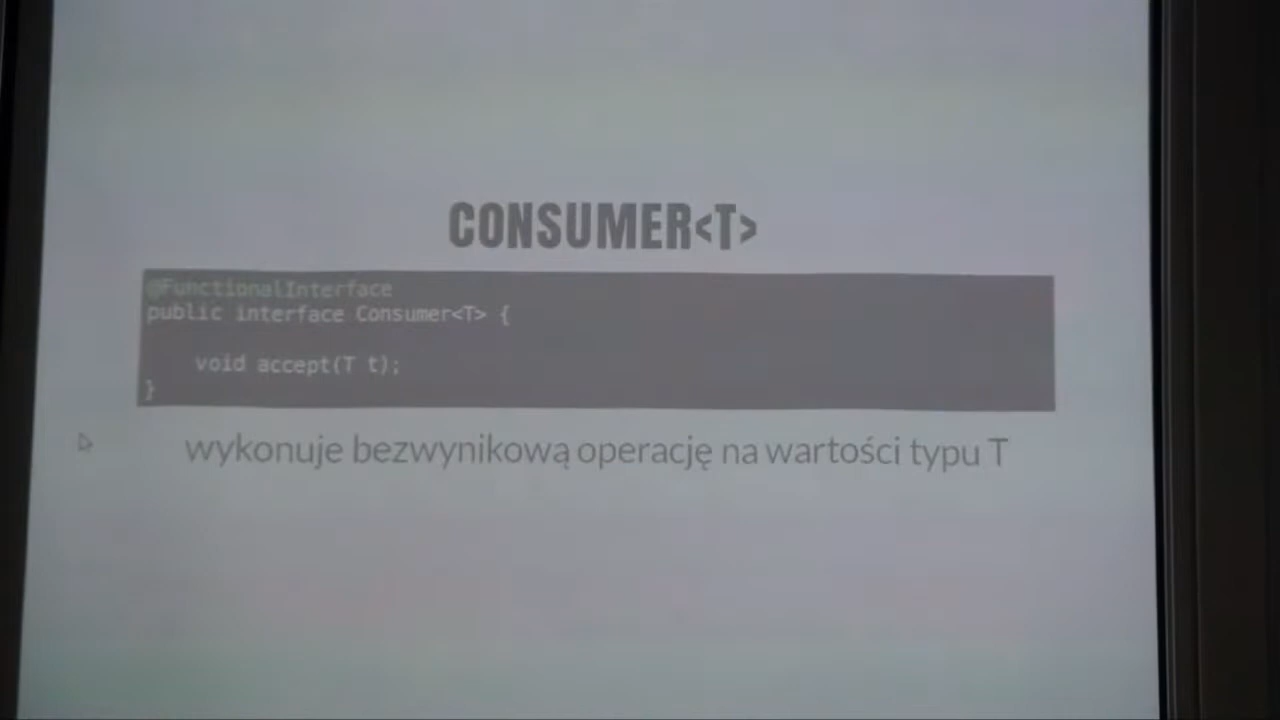 CONSUMER<T>
@FunctionalInterface
public interface Consumer<T> {
void accept(T t);
}
wykonuje bezwynikową operację na wartości typu T